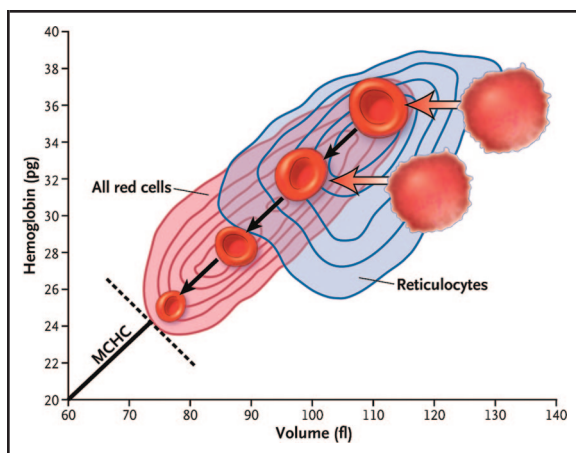 Hemoglobin (pg)
40
38
36
34
32
30
28
26
24
22
20
All red cells
Reticulocytes
MCHC
60 70 80 90 100 110 120 130 140
Volume (fl)